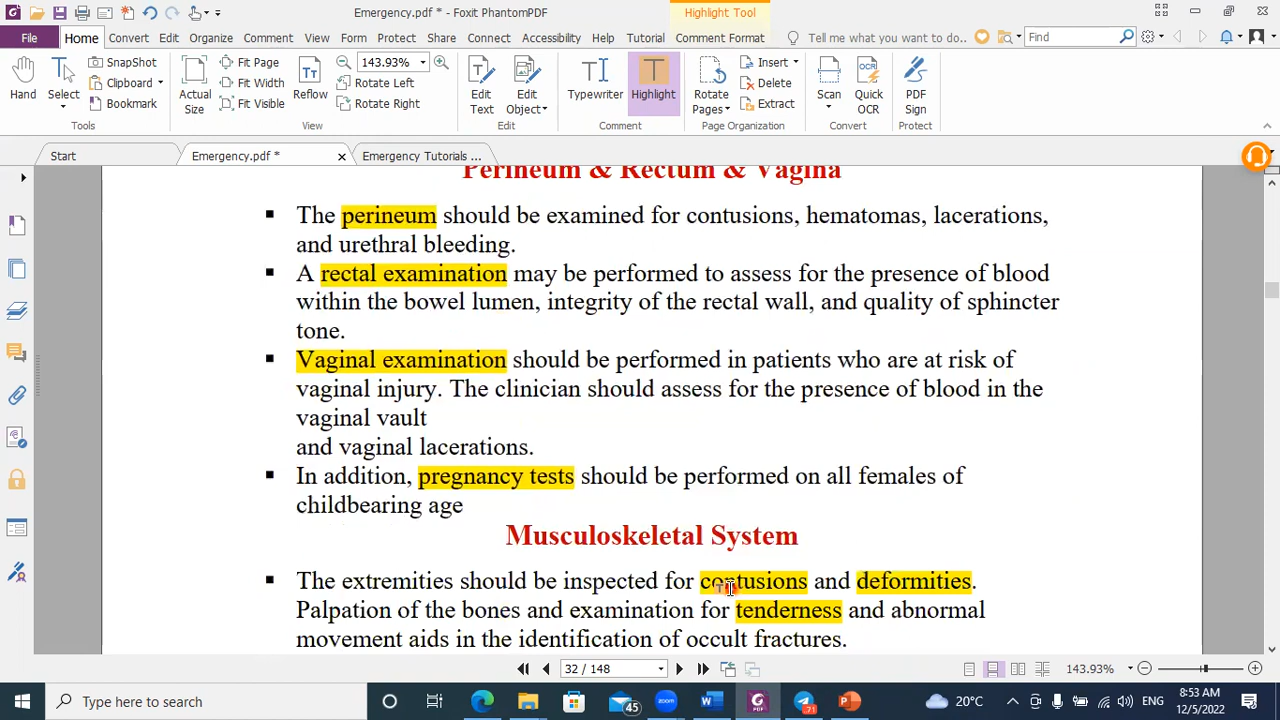 Emergency.pdf * - Foxit PhantomPDF
Highlight Tool
File Home Convert Edit Organize Comment View Form Protect Share Connect Accessibility Help Tutorial Comment Format Tell me what you want to do... Find
Hand
Select
SnapShot
Clipboard
Bookmark
Actual Size
Fit Page
Fit Width
Fit Visible
Reflow
143.93%
Rotate Left
Rotate Right
Edit Text
Edit Object
Typewriter
Highlight
Rotate Pages
Insert
Delete
Extract
Scan
Quick OCR
PDF Sign
Tools View Edit Comment Page Organization Convert Protect
Start Emergency.pdf * Emergency Tutorials ...
Perineum & Rectum & Vagina
▪ The perineum should be examined for contusions, hematomas, lacerations,
and urethral bleeding.
▪ A rectal examination may be performed to assess for the presence of blood
within the bowel lumen, integrity of the rectal wall, and quality of sphincter
tone.
▪ Vaginal examination should be performed in patients who are at risk of
vaginal injury. The clinician should assess for the presence of blood in the
vaginal vault
and vaginal lacerations.
▪ In addition, pregnancy tests should be performed on all females of
childbearing age
Musculoskeletal System
▪ The extremities should be inspected for contusions and deformities.
Palpation of the bones and examination for tenderness and abnormal
movement aids in the identification of occult fractures.
32 / 148
143.93%
Type here to search
45
zoom
PDF
71
20°C
ENG
8:53 AM
12/5/2022